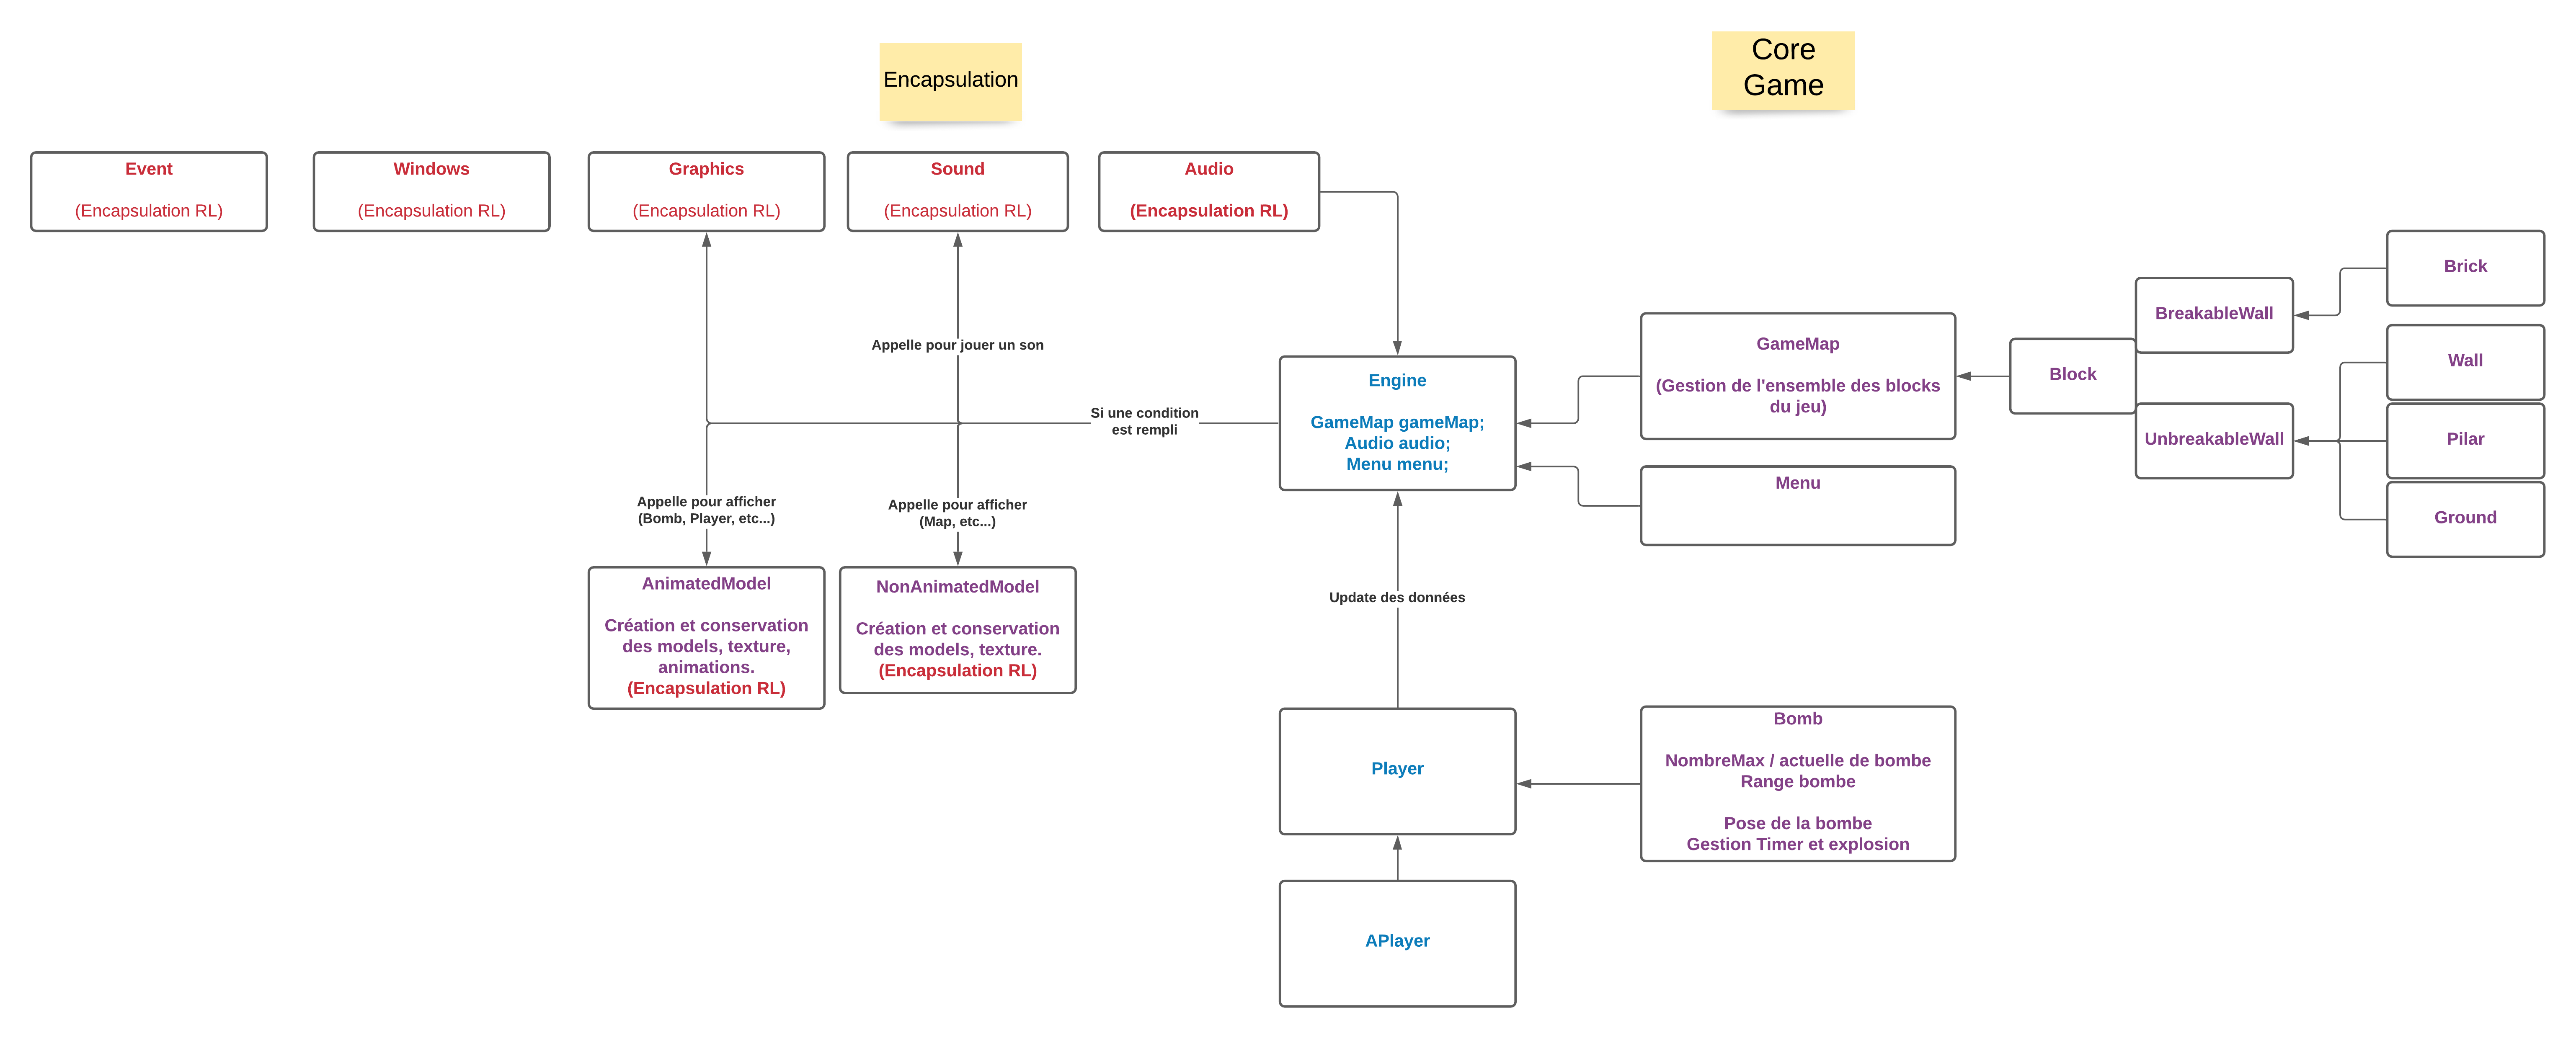 Encapsulation
Core
Game
Event
(Encapsulation RL)
Windows
(Encapsulation RL)
Graphics
(Encapsulation RL)
Sound
(Encapsulation RL)
Audio
(Encapsulation RL)
Appelle pour jouer un son
Si une condition
est rempli
Appelle pour afficher
(Bomb, Player, etc...)
Appelle pour afficher
(Map, etc...)
AnimatedModel
Création et conservation
des models, texture,
animations.
(Encapsulation RL)
NonAnimatedModel
Création et conservation
des models, texture.
(Encapsulation RL)
Engine
GameMap gameMap;
Audio audio;
Menu menu;
GameMap
(Gestion de l'ensemble des blocks
du jeu)
Menu
Block
BreakableWall
UnbreakableWall
Brick
Wall
Pilar
Ground
Update des données
Player
Bomb
NombreMax / actuelle de bombe
Range bombe
Pose de la bombe
Gestion Timer et explosion
APlayer